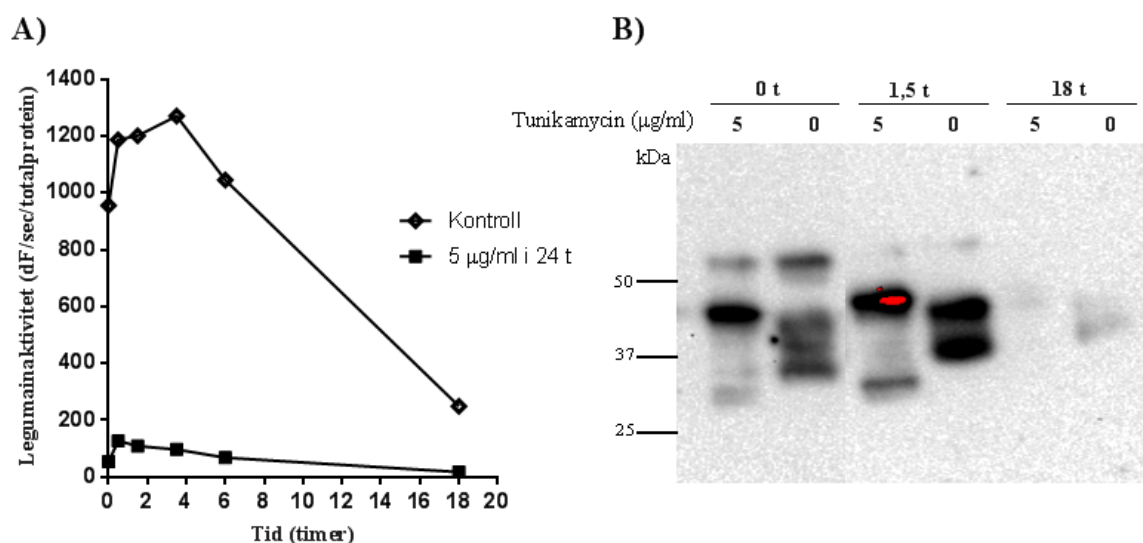 A)
Legumainaktivitet (dF/sec/totalprotein)
1400
1200
1000
800
600
400
200
0
0 2 4 6 8 10 12 14 16 18 20
Tid (timer)
Kontroll
5 µg/ml i 24 t
B)
0 t 1,5 t 18 t
Tunikamycin (µg/ml) 5 0 5 0 5 0
kDa
50
37
25